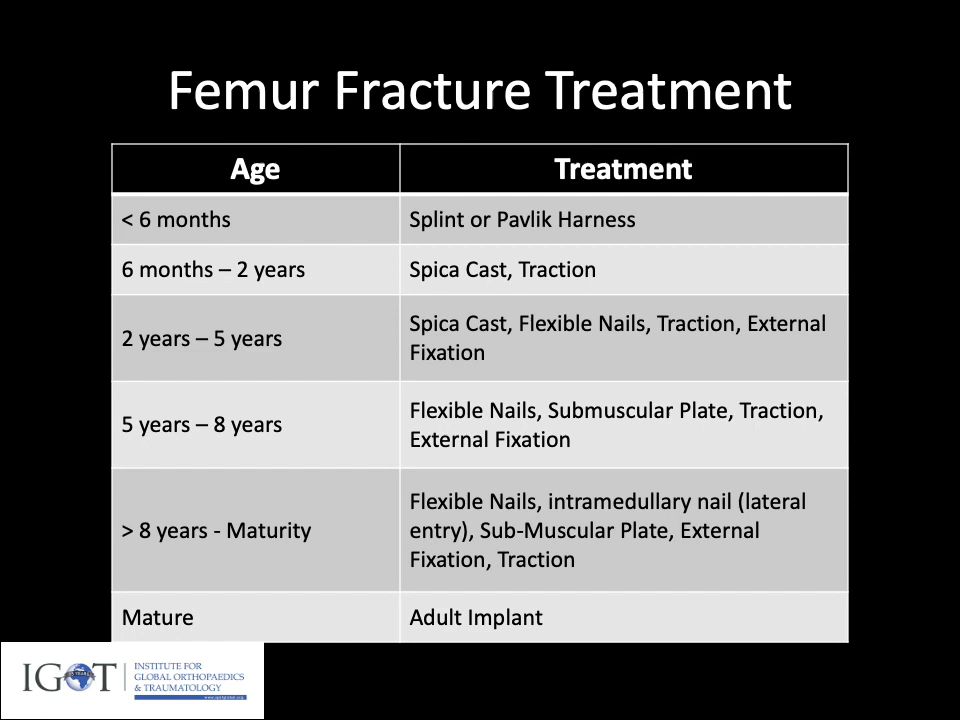 Femur Fracture Treatment
Age
Treatment
< 6 months
Splint or Pavlik Harness
6 months – 2 years
Spica Cast, Traction
2 years – 5 years
Spica Cast, Flexible Nails, Traction, External
Fixation
5 years – 8 years
Flexible Nails, Submuscular Plate, Traction,
External Fixation
> 8 years - Maturity
Flexible Nails, intramedullary nail (lateral
entry), Sub-Muscular Plate, External
Fixation, Traction
Mature
Adult Implant
IGOT
INSTITUTE FOR
GLOBAL ORTHOPAEDICS
& TRAUMATOLOGY